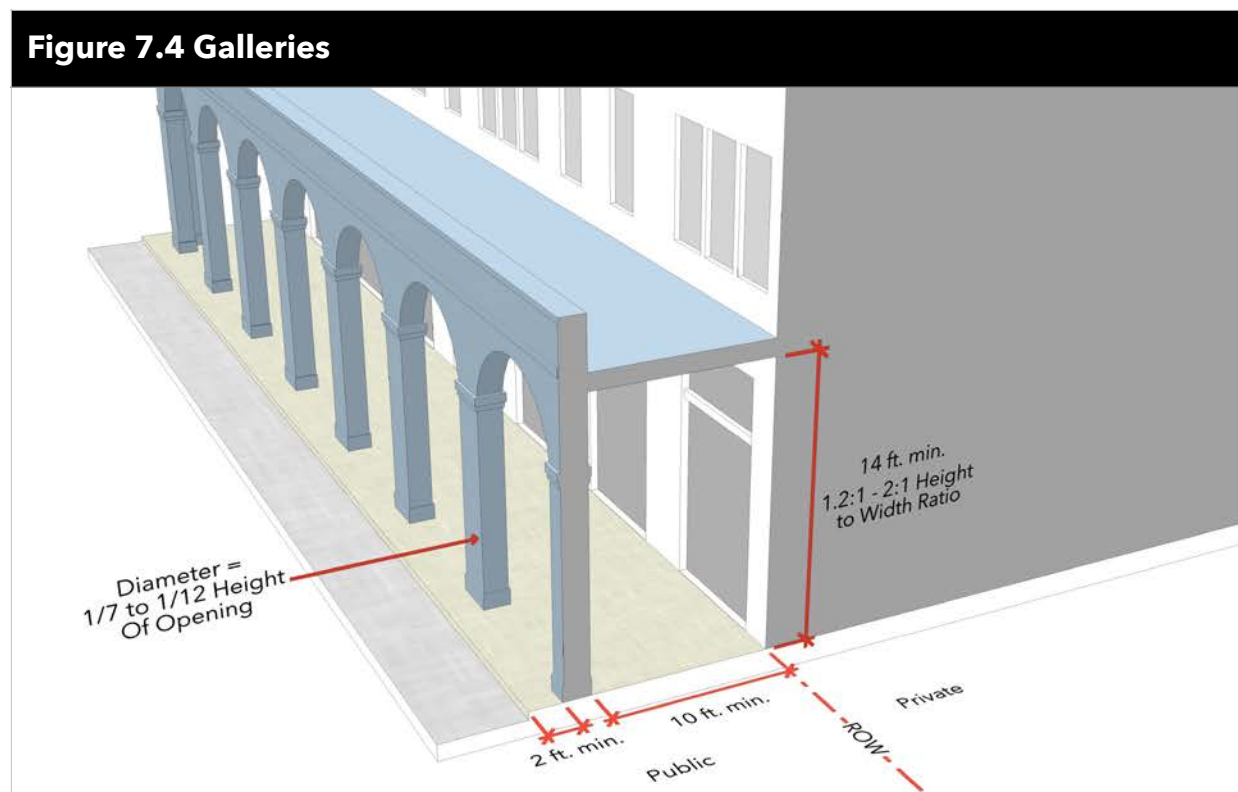 Figure 7.4 Galleries
14 ft. min.
1.2:1 - 2:1 Height
to Width Ratio
Diameter =
1/7 to 1/12 Height
Of Opening
10 ft. min.
2 ft. min.
Private
ROW
Public